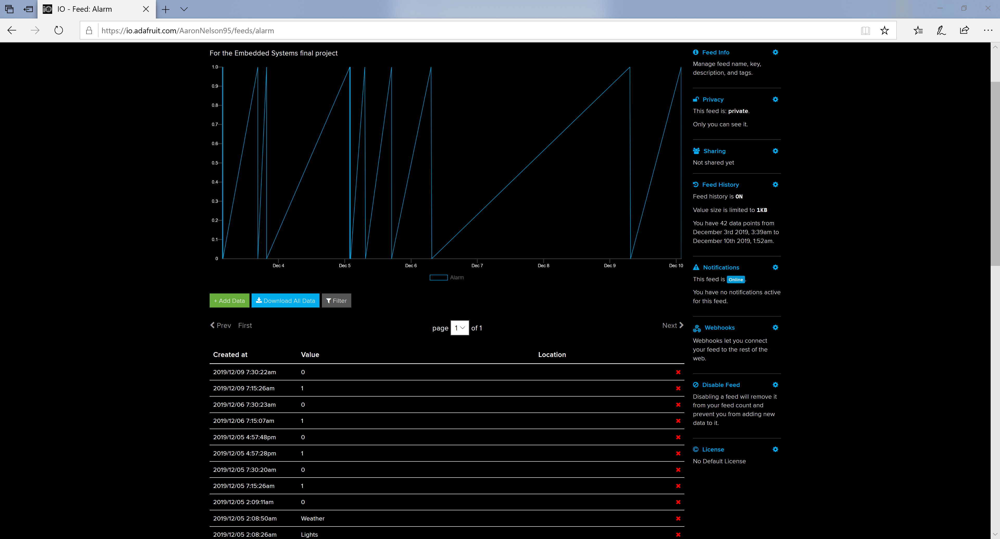 IO - Feed: Alarm
https://io.adafruit.com/AaronNelson95/feeds/alarm
For the Embedded Systems final project
1.0
0.9
0.8
0.7
0.6
0.5
0.4
0.3
0.2
0.1
0
Dec 4 Dec 5 Dec 6 Dec 7 Dec 8 Dec 9 Dec 10
Alarm
+ Add Data Download All Data Filter
Prev First page 1 of 1 Next
Created at Value Location
2019/12/09 7:30:22am 0
2019/12/09 7:15:26am 1
2019/12/06 7:30:23am 0
2019/12/06 7:15:07am 1
2019/12/05 4:57:48pm 0
2019/12/05 4:57:28pm 1
2019/12/05 7:30:20am 0
2019/12/05 7:15:26am 1
2019/12/05 2:09:11am 0
2019/12/05 2:08:50am Weather
2019/12/05 2:08:26am Lights
Feed Info
Manage feed name, key,
description, and tags.
Privacy
This feed is: private.
Only you can see it.
Sharing
Not shared yet
Feed History
Feed history is ON
Value size is limited to 1KB
You have 42 data points from
December 3rd 2019, 3:39am to
December 10th 2019, 1:52am.
Notifications
This feed is Online.
You have no notifications active
for this feed.
Webhooks
Webhooks let you connect
your feed to the rest of the
web.
Disable Feed
Disabling a feed will remove it
from your feed count and
prevent you from adding new
data to it.
License
No Default License